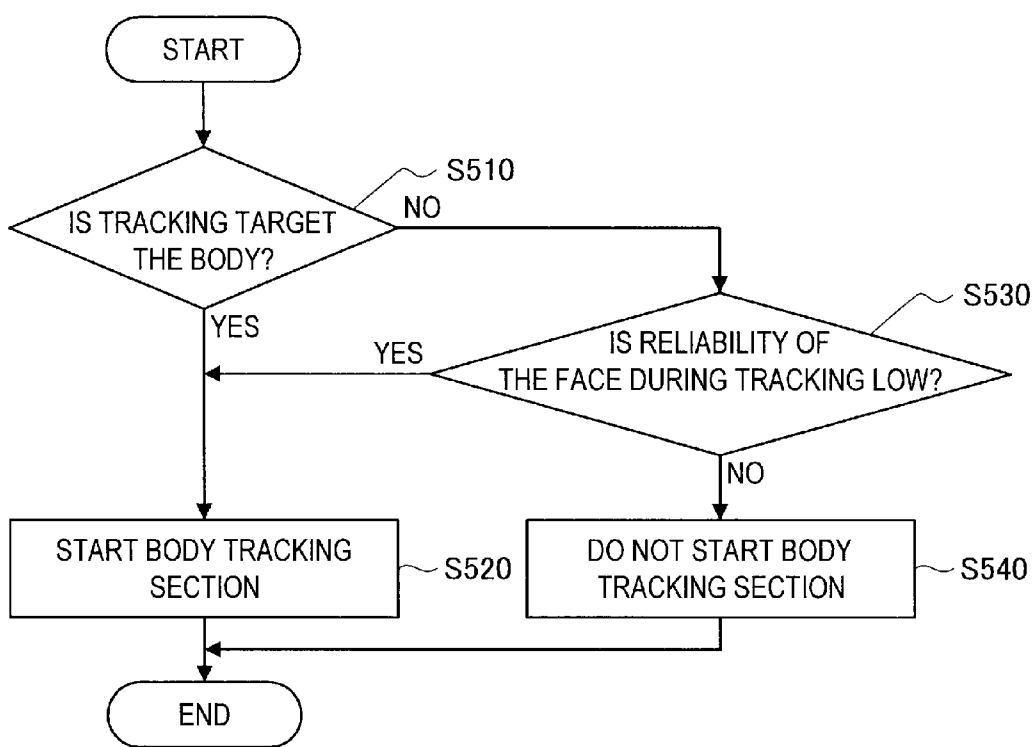 START
S510
IS TRACKING TARGET
THE BODY?
NO
YES
S530
IS RELIABILITY OF
THE FACE DURING TRACKING LOW?
YES
NO
START BODY TRACKING
SECTION
S520
DO NOT START BODY
TRACKING SECTION
S540
END